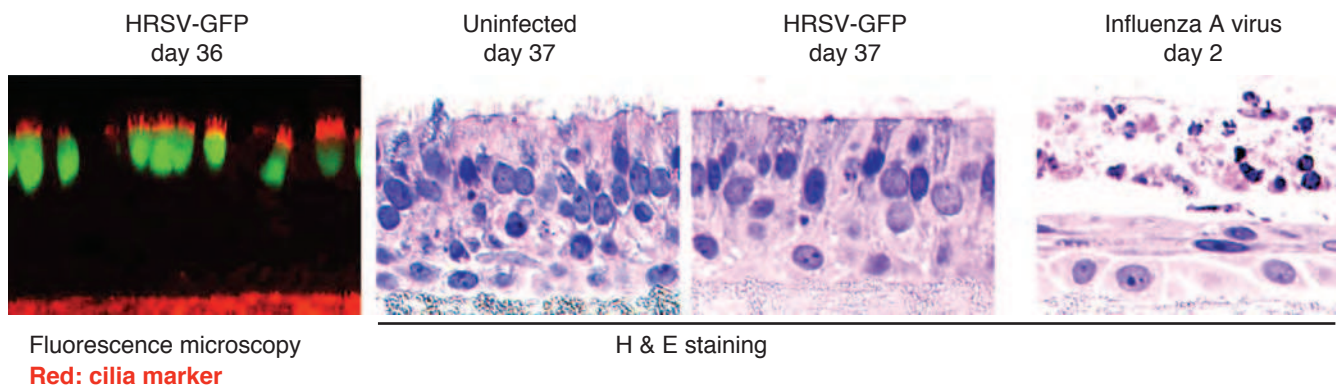 HRSV-GFP
day 36
Uninfected
day 37
HRSV-GFP
day 37
Influenza A virus
day 2
Fluorescence microscopy
Red: cilia marker
H & E staining